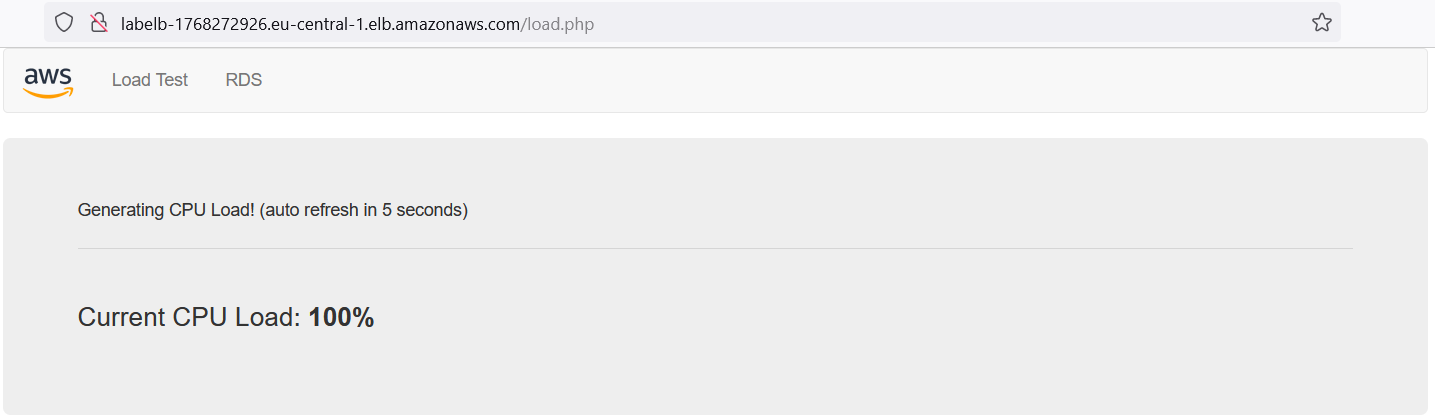 labelb-1768272926.eu-central-1.elb.amazonaws.com/load.php
aws Load Test RDS
Generating CPU Load! (auto refresh in 5 seconds)
Current CPU Load: 100%